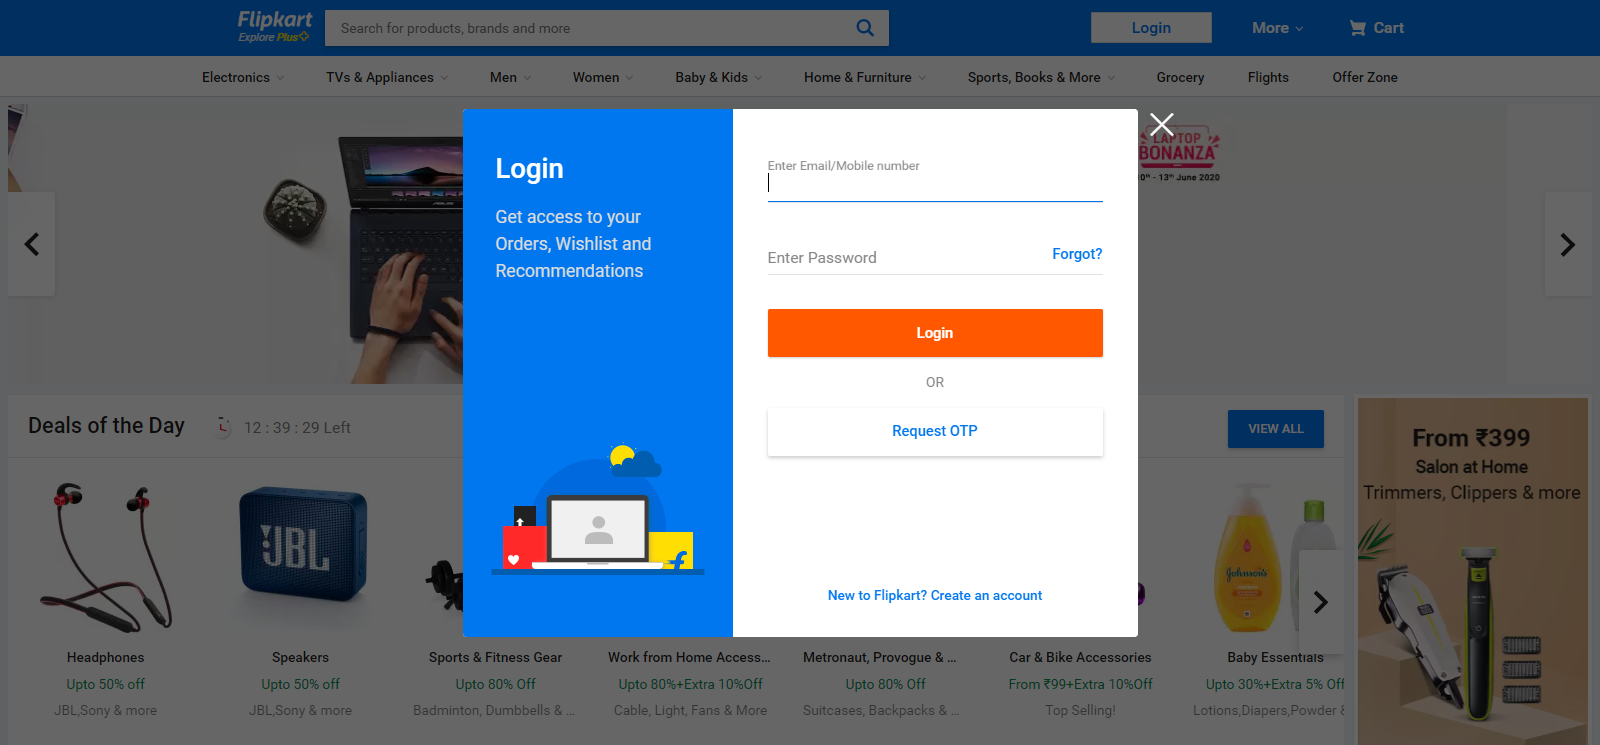 Flipkart
Explore Plus
Search for products, brands and more
Login
More
Cart
Electronics
TVs & Appliances
Men
Women
Baby & Kids
Home & Furniture
Sports, Books & More
Grocery
Flights
Offer Zone
LAPTOP
BONANZA
- 13th June 2020
ASUS
Login
Get access to your
Orders, Wishlist and
Recommendations
Enter Email/Mobile number
Enter Password
Forgot?
Login
OR
Request OTP
New to Flipkart? Create an account
Deals of the Day
12 : 39 : 29 Left
VIEW ALL
JBL
Johnson's
Headphones
Upto 50% off
JBL,Sony & more
Speakers
Upto 50% off
JBL,Sony & more
Sports & Fitness Gear
Upto 80% Off
Badminton, Dumbbells & ...
Work from Home Access...
Upto 80%+Extra 10%Off
Cable, Light, Fans & More
Metronaut, Provogue & ...
Upto 80% Off
Suitcases, Backpacks & ...
Car & Bike Accessories
From ₹99+Extra 10%Off
Top Selling!
Baby Essentials
Upto 30%+Extra 5% Off
Lotions,Diapers,Powder &
From ₹399
Salon at Home
Trimmers, Clippers & more